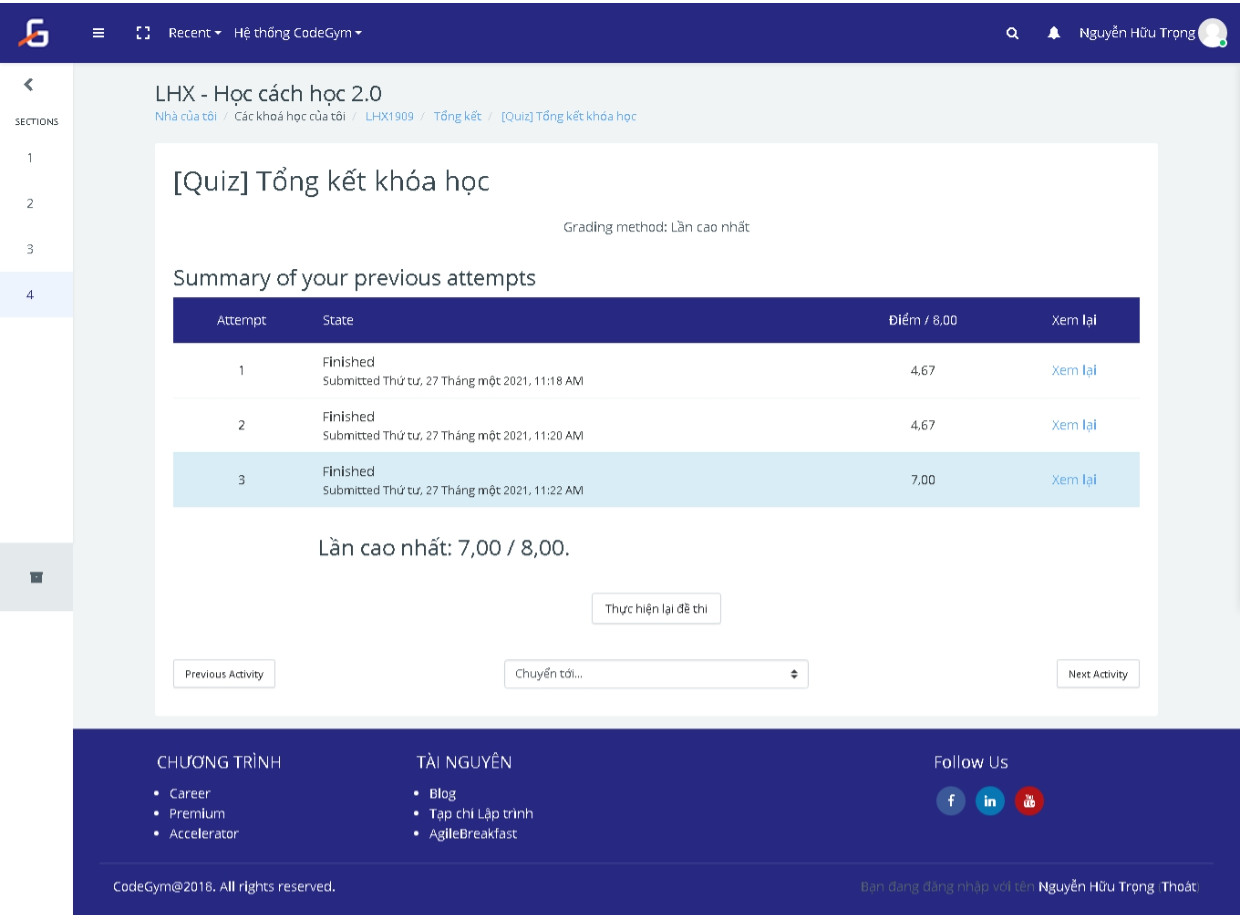 Recent Hệ thống CodeGym Nguyễn Hữu Trọng
SECTIONS
1
2
3
4
LHX - Học cách học 2.0
Nhà của tôi / Các khoá học của tôi / LHX1909 / Tổng kết / [Quiz] Tổng kết khóa học
[Quiz] Tổng kết khóa học
Grading method: Lần cao nhất
Summary of your previous attempts
Attempt State Điểm / 8,00 Xem lại
1 Finished 4,67 Xem lại
Submitted Thứ tư, 27 Tháng một 2021, 11:18 AM
2 Finished 4,67 Xem lại
Submitted Thứ tư, 27 Tháng một 2021, 11:20 AM
3 Finished 7,00 Xem lại
Submitted Thứ tư, 27 Tháng một 2021, 11:22 AM
Lần cao nhất: 7,00 / 8,00.
Thực hiện lại đề thi
Previous Activity Chuyển tới... Next Activity
CHƯƠNG TRÌNH
• Career
• Premium
• Accelerator
TÀI NGUYÊN
• Blog
• Tạp chí Lập trình
• AgileBreakfast
Follow Us
CodeGym@2018. All rights reserved.
Bạn đang đăng nhập với tên Nguyễn Hữu Trọng (Thoát)